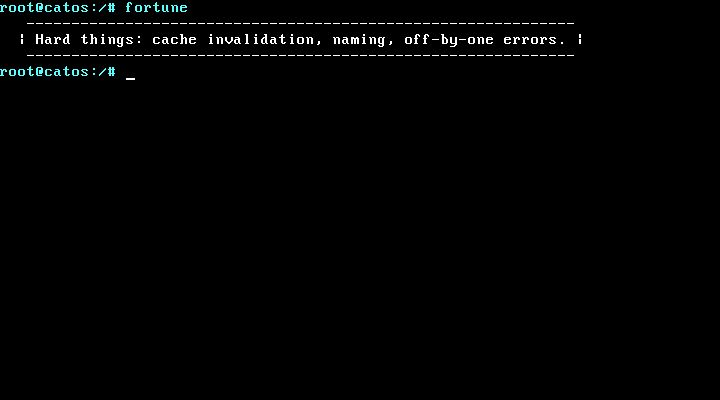 root@catos:/# fortune
-------------------------------------------------------------
¦ Hard things: cache invalidation, naming, off-by-one errors. ¦
-------------------------------------------------------------
root@catos:/# _